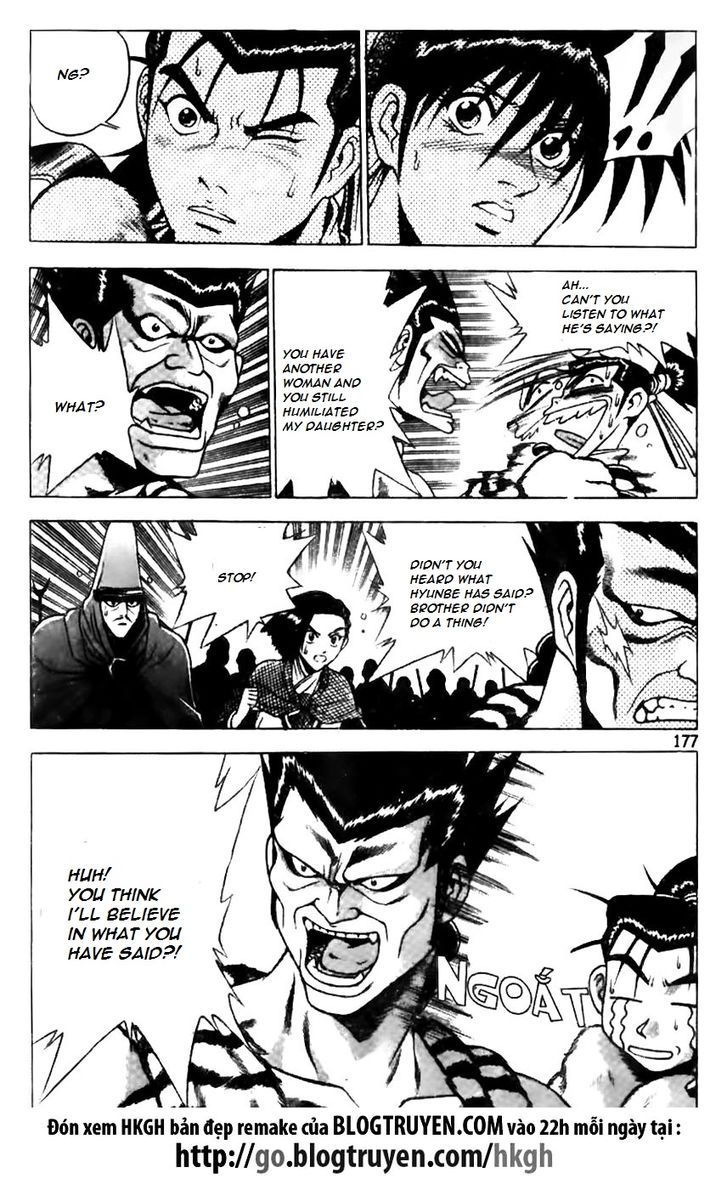 NG?
!!
WHAT?
YOU HAVE
ANOTHER
WOMAN AND
YOU STILL
HUMILIATED
MY DAUGHTER?
AH...
CAN'T YOU
LISTEN TO WHAT
HE'S SAYING?!
STOP!
DIDN'T YOU
HEARD WHAT
HYUNBE HAS SAID?
BROTHER DIDN'T
DO A THING!
177
HUH!
YOU THINK
I'LL BELIEVE
IN WHAT YOU
HAVE SAID?!
NGOÁT
Đón xem HKGH bản đẹp remake của BLOGTRUYEN.COM vào 22h mỗi ngày tại :
http://go.blogtruyen.com/hkgh